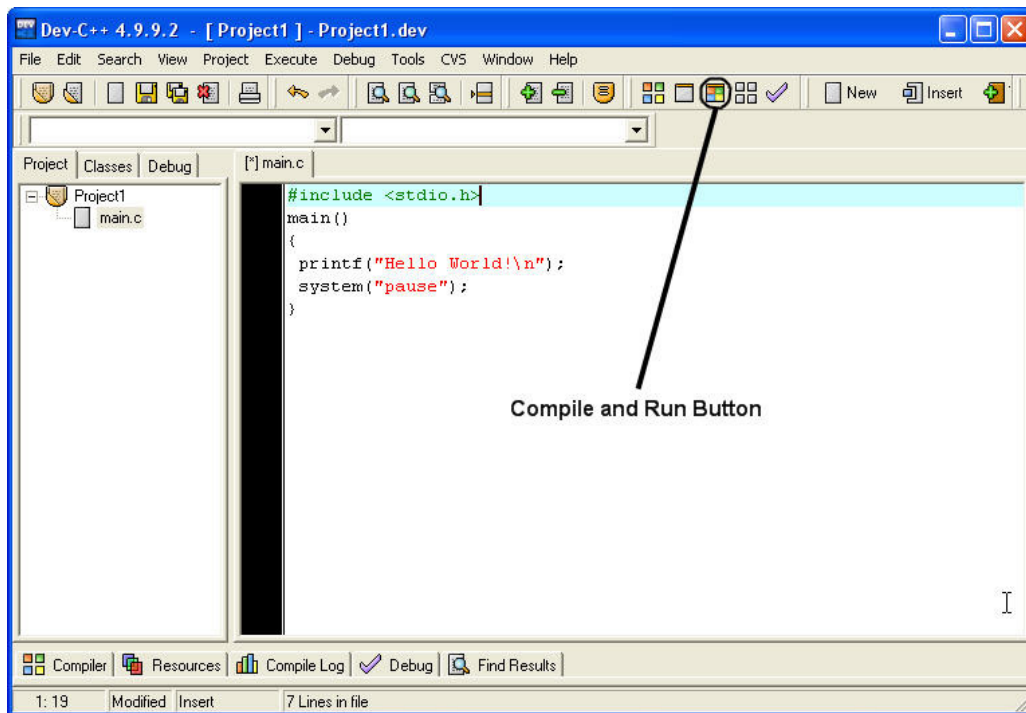 Dev-C++ 4.9.9.2 - [ Project1 ] - Project1.dev
File Edit Search View Project Execute Debug Tools CVS Window Help
New Insert
Project Classes Debug [*] main.c
Project1
main.c
#include <stdio.h>
main()
{
 printf("Hello World!\n");
 system("pause");
}
Compile and Run Button
Compiler Resources Compile Log Debug Find Results
1: 19 Modified Insert 7 Lines in file